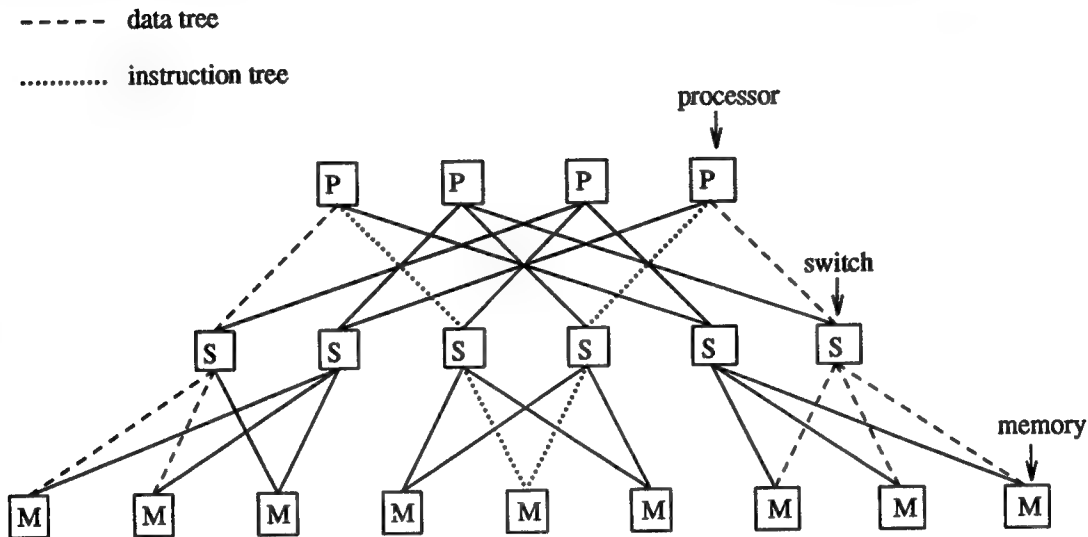 data tree
instruction tree
processor
P P P P
switch
S S S S S S
memory
M M M M M M M M M